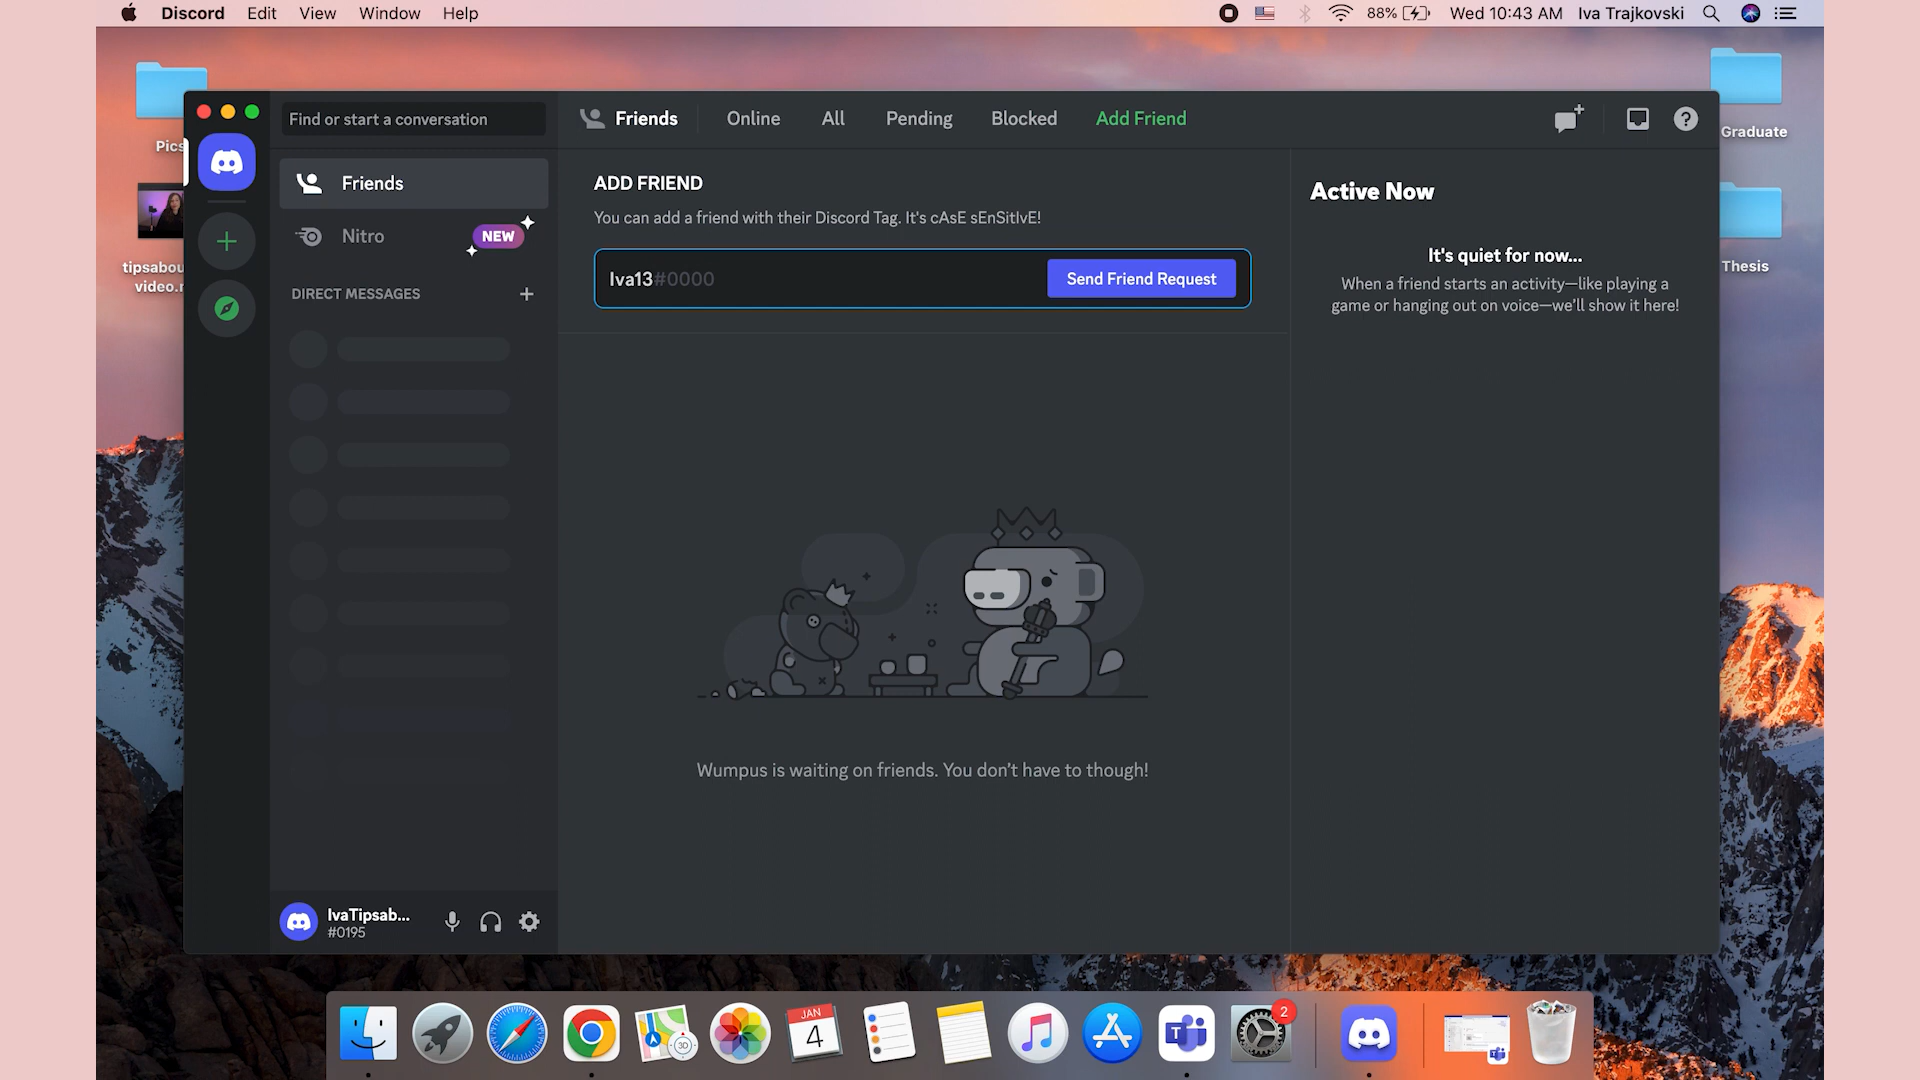 Discord Edit View Window Help
88% Wed 10:43 AM Iva Trajkovski
Pics
tipsabou
video.r
Graduate
Thesis
Find or start a conversation
Friends
Nitro
NEW
DIRECT MESSAGES
IvaTipsab...
#0195
Friends Online All Pending Blocked Add Friend
ADD FRIEND
You can add a friend with their Discord Tag. It's cAsE sEnSitIvE!
Iva13#0000
Send Friend Request
Wumpus is waiting on friends. You don't have to though!
Active Now
It's quiet for now...
When a friend starts an activity—like playing a
game or hanging out on voice—we'll show it here!
3D
JAN
4
T
2
T